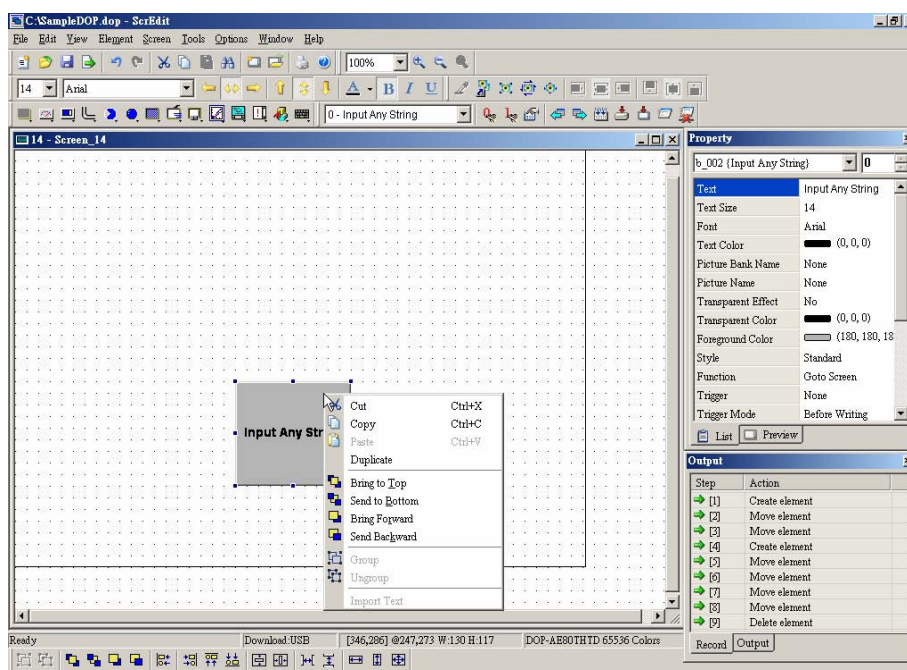 C:\SampleDOP.dop - ScrEdit
File Edit View Element Screen Tools Options Window Help
100%
14 Arial A B I U
0 - Input Any String
14 - Screen_14
Input Any Str
Cut Ctrl+X
Copy Ctrl+C
Paste Ctrl+V
Duplicate
Bring to Top
Send to Bottom
Bring Forward
Send Backward
Group
Ungroup
Import Text
Property
b_002 {Input Any String} 0
Text Input Any String
Text Size 14
Font Arial
Text Color (0, 0, 0)
Picture Bank Name None
Picture Name None
Transparent Effect No
Transparent Color (0, 0, 0)
Foreground Color (180, 180, 18
Style Standard
Function Goto Screen
Trigger None
Trigger Mode Before Writing
List Preview
Output
Step Action
[1] Create element
[2] Move element
[3] Move element
[4] Create element
[5] Move element
[6] Move element
[7] Move element
[8] Move element
[9] Delete element
Record Output
Ready Download:USB [346,286] @247,273 W:130 H:117 DOP-AE80THTD 65536 Colors